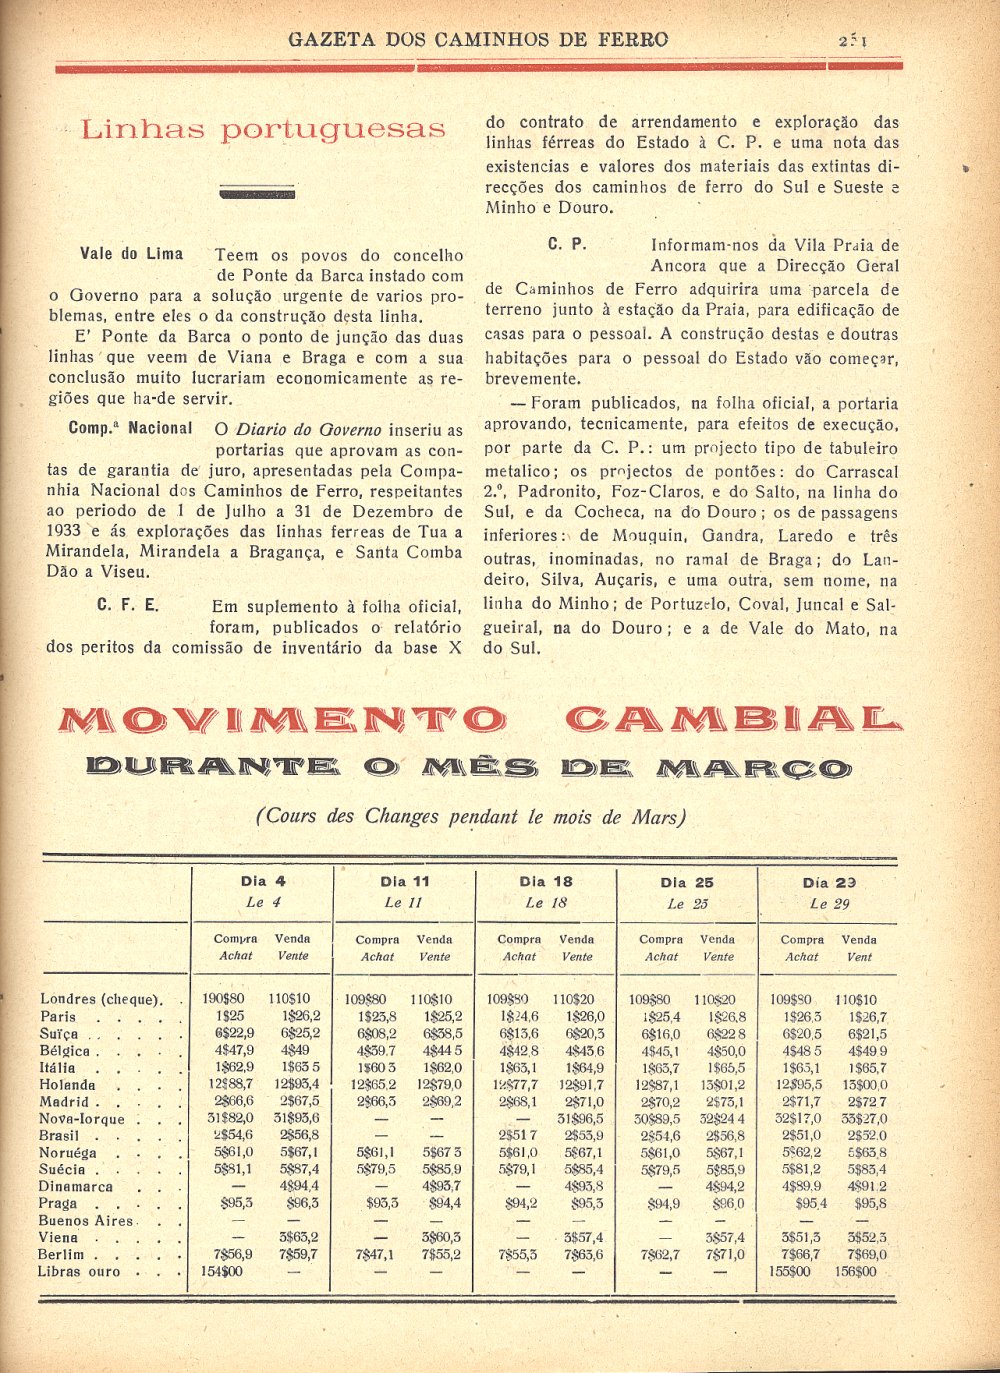 GAZETA DOS CAMINHOS DE FERRO
251
Linhas portuguesas
Vale do Lima Teem os povos do concelho
de Ponte da Barca instado com
o Governo para a solução urgente de varios pro-
blemas, entre eles o da construção desta linha.
E' Ponte da Barca o ponto de junção das duas
linhas que veem de Viana e Braga e com a sua
conclusão muito lucrariam economicamente as re-
giões que ha-de servir.
Comp.ª Nacional O Diario do Governo inseriu as
portarias que aprovam as con-
tas de garantia de juro, apresentadas pela Compa-
nhia Nacional dos Caminhos de Ferro, respeitantes
ao periodo de 1 de Julho a 31 de Dezembro de
1933 e ás explorações das linhas ferreas de Tua a
Mirandela, Mirandela a Bragança, e Santa Comba
Dão a Viseu.
C. F. E. Em suplemento à folha oficial,
foram, publicados o relatório
dos peritos da comissão de inventário da base X
do contrato de arrendamento e exploração das
linhas férreas do Estado à C. P. e uma nota das
existencias e valores dos materiais das extintas di-
recções dos caminhos de ferro do Sul e Sueste e
Minho e Douro.
C. P. Informam-nos da Vila Praia de
Ancora que a Direcção Geral
de Caminhos de Ferro adquirira uma parcela de
terreno junto à estação da Praia, para edificação de
casas para o pessoal. A construção destas e doutras
habitações para o pessoal do Estado vão começar,
brevemente.
— Foram publicados, na folha oficial, a portaria
aprovando, tecnicamente, para efeitos de execução,
por parte da C. P.: um projecto tipo de tabuleiro
metalico; os projectos de pontões: do Carrascal
2.º, Padronito, Foz-Claros, e do Salto, na linha do
Sul, e da Cocheca, na do Douro; os de passagens
inferiores: de Mouquin, Gandra, Laredo e três
outras, inominadas, no ramal de Braga; do Lan-
deiro, Silva, Auçaris, e uma outra, sem nome, na
linha do Minho; de Portuzelo, Coval, Juncal e Sal-
gueiral, na do Douro; e a de Vale do Mato, na
do Sul.
MOVIMENTO CAMBIAL
DURANTE O MÊS DE MARÇO
(Cours des Changes pendant le mois de Mars)
Dia 4 Dia 11 Dia 18 Dia 25 Día 29
Le 4 Le 11 Le 18 Le 25 Le 29
Compra Venda Compra Venda Compra Venda Compra Venda Compra Venda
Achat Vente Achat Vente Achat Vente Achat Vente Achat Vent
Londres (cheque). . 190$80 110$10 109$80 110$10 109$80 110$20 109$80 110$20 109$80 110$10
Paris . . . . . 1$25 1$26,2 1$23,8 1$25,2 1$24,6 1$26,0 1$25,4 1$26,8 1$26,3 1$26,7
Suíça . . . . . 6$22,9 6$25,2 6$08,2 6$38,5 6$13,6 6$20,3 6$16,0 6$22 8 6$20,5 6$21,5
Bélgica . . . . . 4$47,9 4$49 4$39.7 4$44 5 4$42,8 4$43,6 4$45,1 4$50,0 4$48 5 4$49 9
Itália . . . . . 1$62,9 1$63 5 1$60 3 1$62,0 1$63,1 1$64,9 1$63,7 1$65,5 1$65,1 1$65,7
Holanda . . . . 12$88,7 12$93,4 12$65,2 12$79,0 12$77,7 12$91,7 12$87,1 13$01,2 12$95,5 13$00,0
Madrid . . . . . 2$66,6 2$67,5 2$66,3 2$69,2 2$68,1 2$71,0 2$70,2 2$73,1 2$71,7 2$72 7
Nova-Iorque . . . 31$82,0 31$93,6 — — — 31$96,5 30$89,5 32$24 4 32$17,0 33$27,0
Brasil . . . . . 2$54,6 2$56,8 — — 2$51 7 2$53,9 2$54,6 2$56,8 2$51,0 2$52.0
Noruéga . . . . 5$61,0 5$67,1 5$61,1 5$67 3 5$61,0 5$67,1 5$61,0 5$67,1 5$62,2 5$63,8
Suécia . . . . . 5$81,1 5$87,4 5$79,5 5$85,9 5$79,1 5$85,4 5$79,5 5$85,9 5$81,2 5$83,4
Dinamarca . . . — 4$94,4 — 4$93,7 — 4$93,8 — 4$94,2 4$89.9 4$91.2
Praga . . . . . $95,3 $96,3 $93,3 $94,4 $94,2 $95,3 $94,9 $96,0 $95,4 $95,8
Buenos Aires . . . — — — — — — — — — —
Viena . . . . . — 3$63,2 — 3$60,3 — 3$57,4 — 3$57,4 3$51,3 3$52,3
Berlim . . . . . 7$56,9 7$59,7 7$47,1 7$55,2 7$55,3 7$63,6 7$62,7 7$71,0 7$66,7 7$69,0
Libras ouro . . . 154$00 — — — — — — — 155$00 156$00